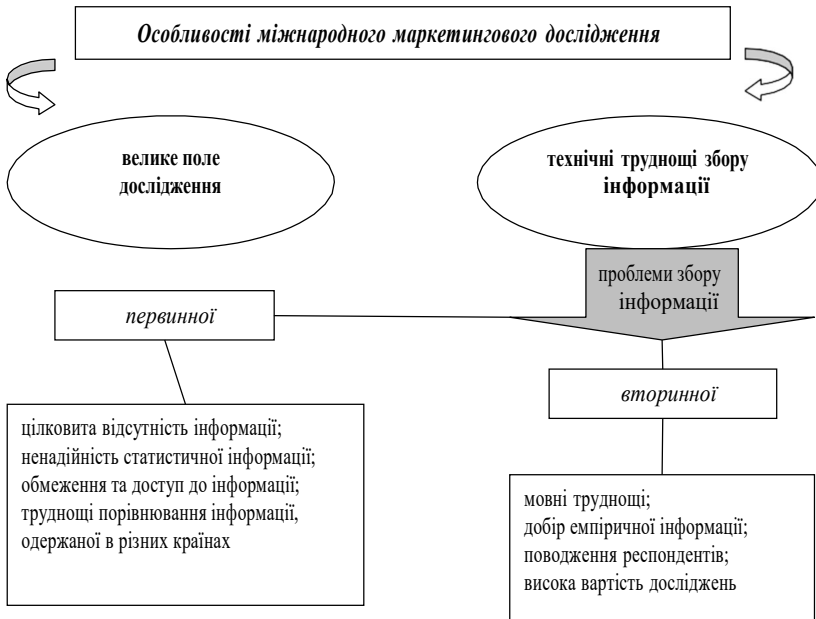 Особливості міжнародного маркетингового дослідження
велике поле
дослідження
технічні труднощі збору
інформації
проблеми збору
інформації
первинної
вторинної
цілковита відсутність інформації;
ненадійність статистичної інформації;
обмеження та доступ до інформації;
труднощі порівнювання інформації,
одержаної в різних країнах
мовні труднощі;
добір емпіричної інформації;
поводження респондентів;
висока вартість досліджень